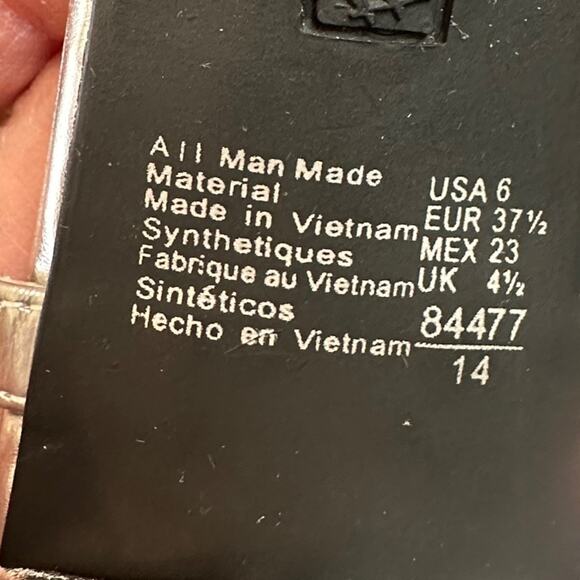 All Man Made
Material
Made in Vietnam
Synthetiques
Fabrique au Vietnam
Sintéticos
Hecho en Vietnam
USA 6
EUR 37½
MEX 23
UK 4½
84477
14